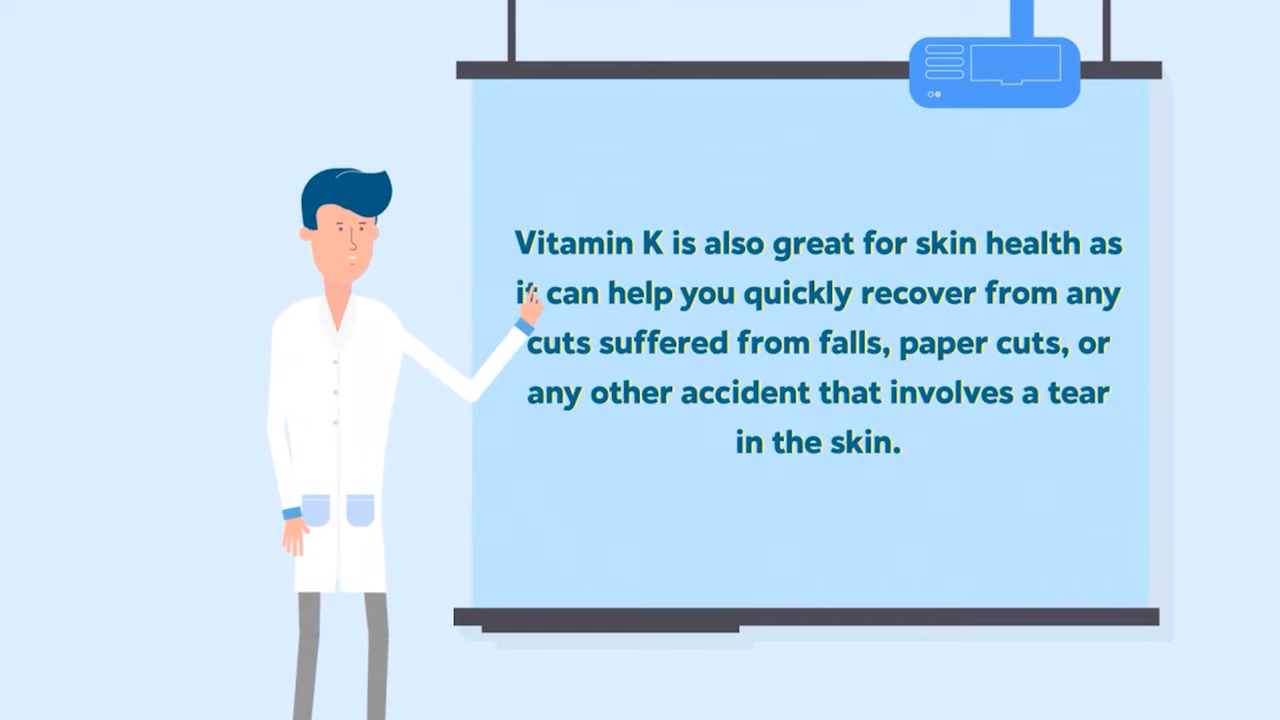 Vitamin K is also great for skin health as
it can help you quickly recover from any
cuts suffered from falls, paper cuts, or
any other accident that involves a tear
in the skin.